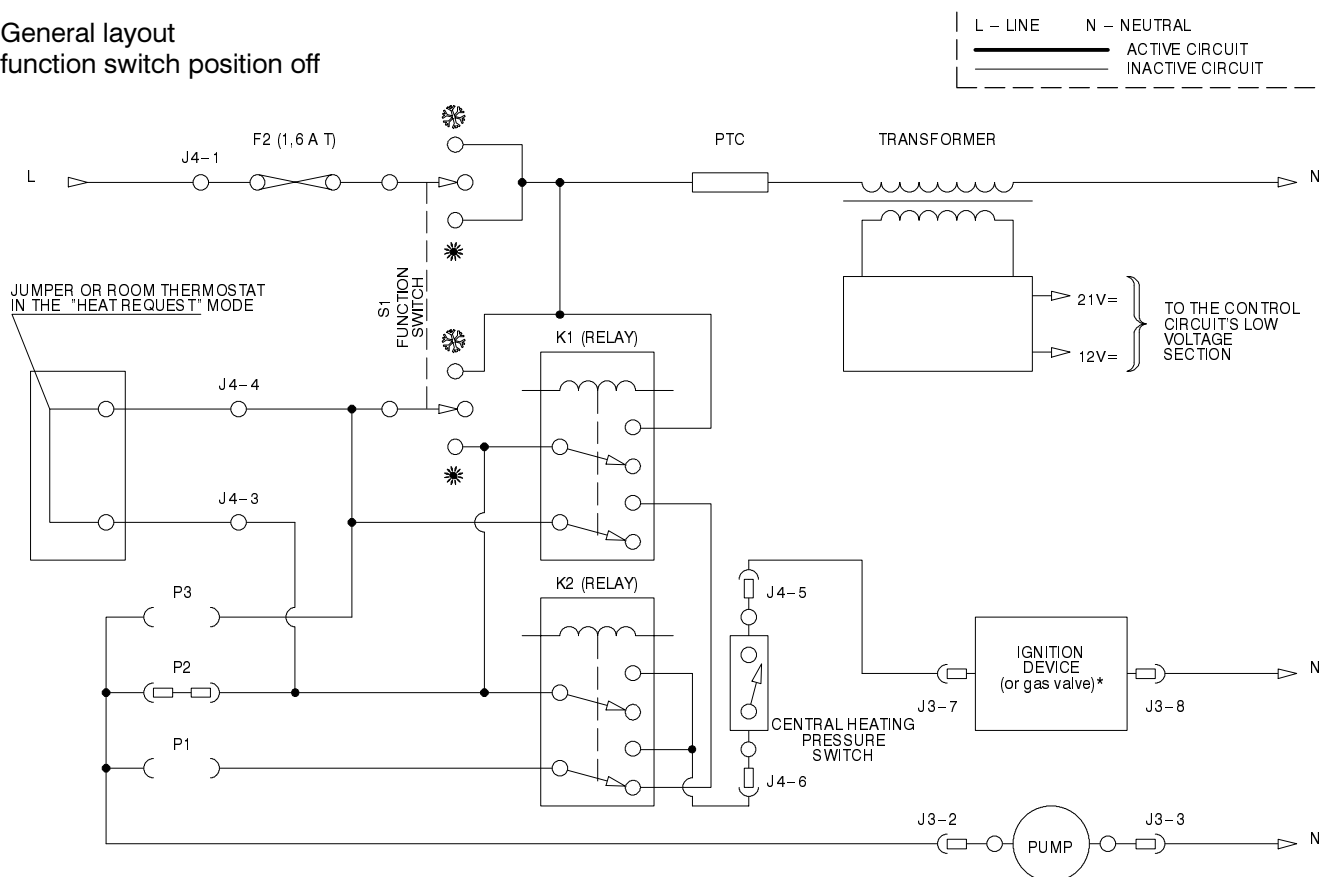 General layout
function switch position off
L – LINE N – NEUTRAL
ACTIVE CIRCUIT
INACTIVE CIRCUIT
F2 (1,6 A T)
J4–1
PTC
TRANSFORMER
L
N
S1
FUNCTION
SWITCH
JUMPER OR ROOM THERMOSTAT
IN THE "HEAT REQUEST" MODE
21V=
12V=
TO THE CONTROL
CIRCUIT'S LOW
VOLTAGE
SECTION
K1 (RELAY)
J4–4
J4–3
K2 (RELAY)
P3
P2
P1
J4–5
CENTRAL HEATING
PRESSURE
SWITCH
J4–6
IGNITION
DEVICE
(or gas valve)*
J3–7
J3–8
N
J3–2
PUMP
J3–3
N